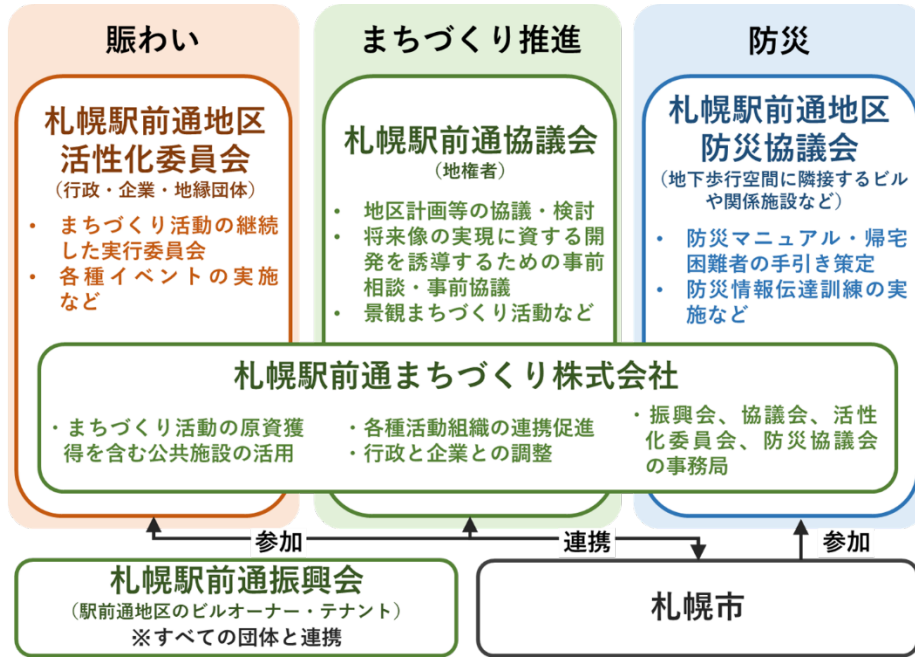 賑わい
札幌駅前通地区
活性化委員会
（行政・企業・地縁団体）
• まちづくり活動の継続
した実行委員会
• 各種イベントの実施
など
まちづくり推進
札幌駅前通協議会
（地権者）
• 地区計画等の協議・検討
• 将来像の実現に資する開
発を誘導するための事前
相談・事前協議
• 景観まちづくり活動など
防災
札幌駅前通地区
防災協議会
（地下歩行空間に隣接するビル
や関係施設など）
• 防災マニュアル・帰宅
困難者の手引き策定
• 防災情報伝達訓練の実
施など
札幌駅前通まちづくり株式会社
・まちづくり活動の原資獲
得を含む公共施設の活用
・各種活動組織の連携促進
・行政と企業との調整
・振興会、協議会、活性
化委員会、防災協議会
の事務局
参加
連携
参加
札幌駅前通振興会
（駅前通地区のビルオーナー・テナント）
※すべての団体と連携
札幌市